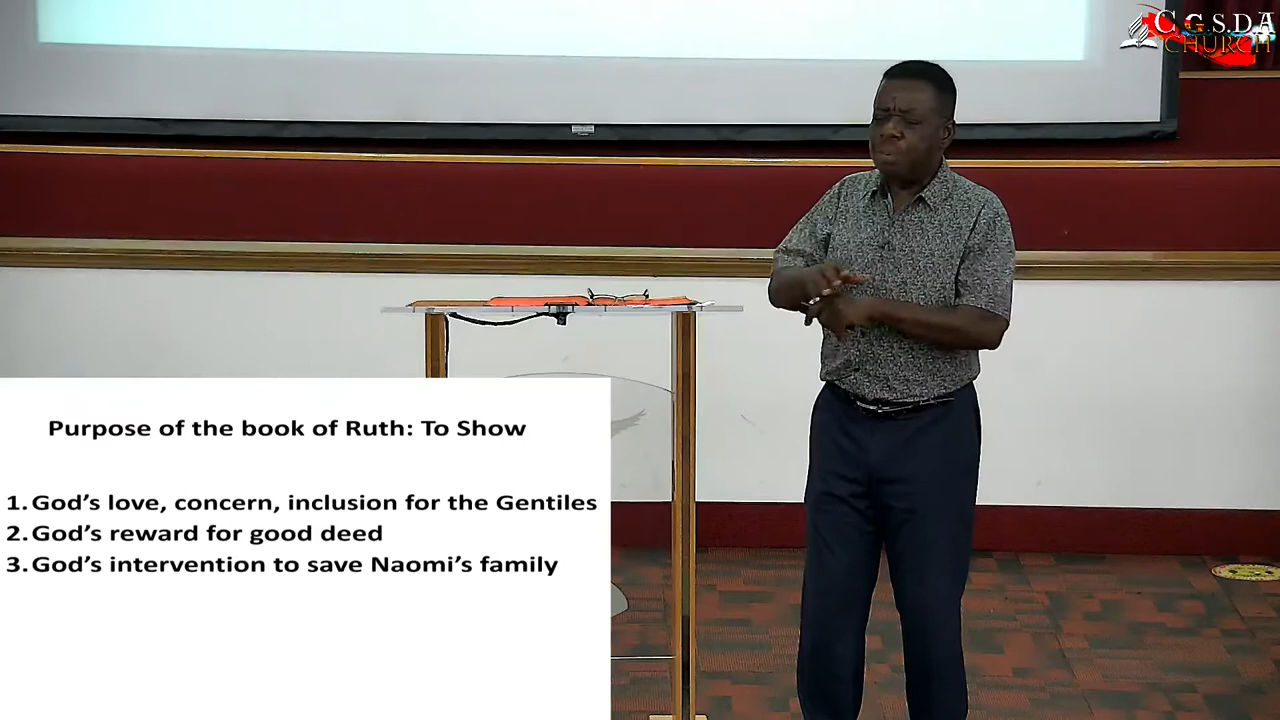 C.G.S.DA
CHURCH
Purpose of the book of Ruth: To Show
1. God's love, concern, inclusion for the Gentiles
2. God's reward for good deed
3. God's intervention to save Naomi's family